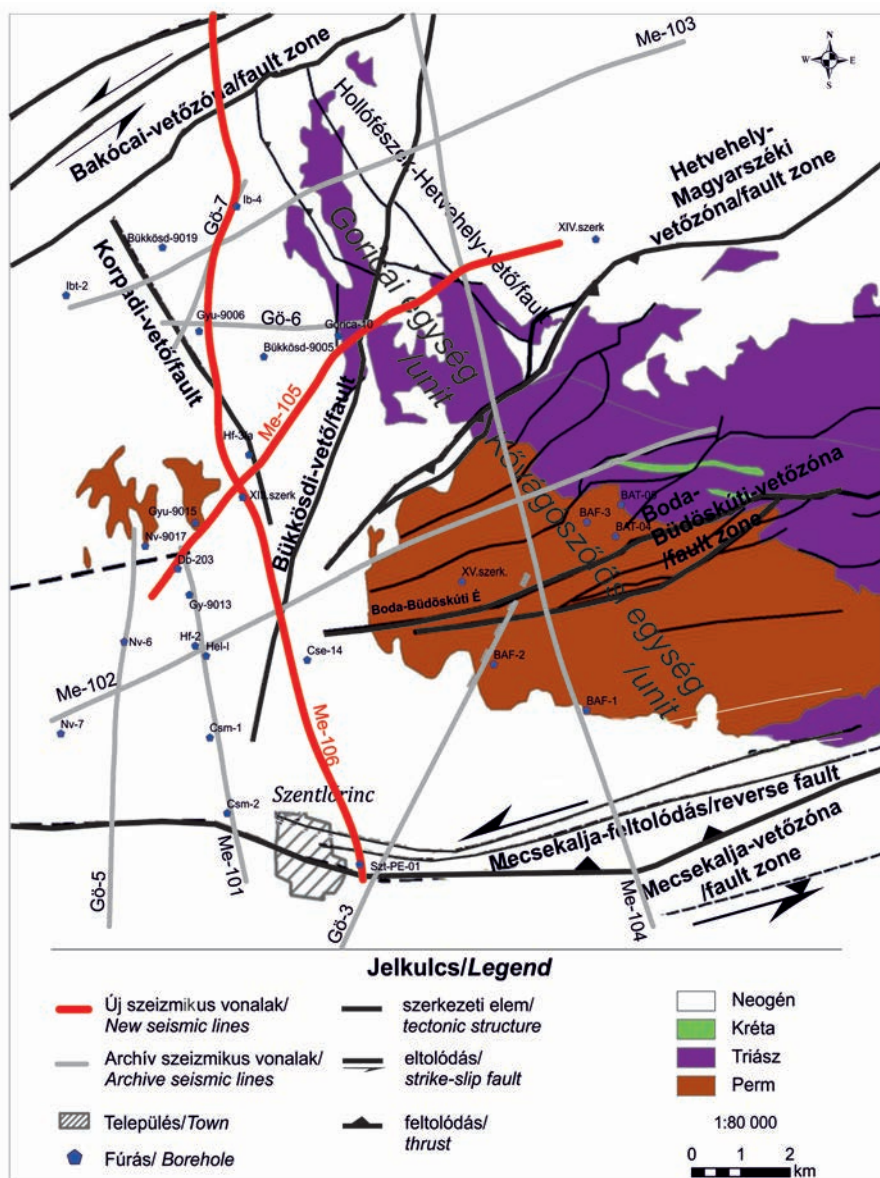 Me-103
N
W E
S
Bakócai-vetőzóna/fault zone
Hollófészek-Hetvehely-vető/fault
Hetvehely-
Magyarszéki
vetőzóna/fault zone
Gö-7
Ib-4
Goricai egység
/unit
XIV.szerk
Bükkösd-9019
Ibt-2
Korpádi-vető/fault
Gyu-9006
Gö-6
Gorica-10
Bükkösd-9005
Me-105
Bükkösdi-vető/fault
Hf-3/a
Kővágószőlősi egység
/unit
XIII.szerk
Gyu-9015
BAF-3
BAT-05
BAT-04
Boda-
Büdöskúti-vetőzóna
/fault zone
Nv-9017
Db-203
XV.szerk.
Gy-9013
Boda-Büdöskúti É
Nv-6
Hf-2
Hel-I
Cse-14
BAF-2
Me-102
BAF-1
Nv-7
Csm-1
Me-106
Csm-2
Szentlőrinc
Mecsekalja-feltolódás/reverse fault
Mecsekalja-vetőzóna
/fault zone
Szt-PE-01
Gö-5
Me-101
Gö-3
Me-104
Jelkulcs/Legend
Új szeizmikus vonalak/
New seismic lines
Archív szeizmikus vonalak/
Archive seismic lines
Település/Town
Fúrás/ Borehole
szerkezeti elem/
tectonic structure
eltolódás/
strike-slip fault
feltolódás/
thrust
Neogén
Kréta
Triász
Perm
1:80 000
0 1 2
km